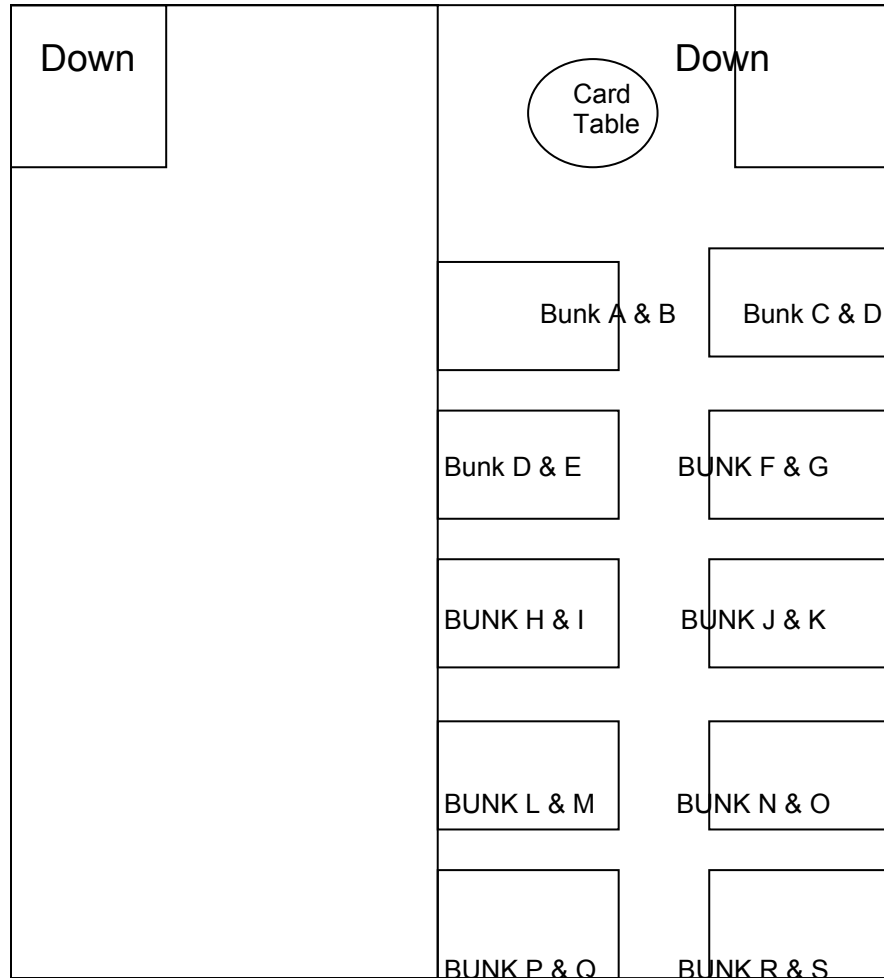 Down
Down
Card
Table
Bunk A & B
Bunk C & D
Bunk D & E
BUNK F & G
BUNK H & I
BUNK J & K
BUNK L & M
BUNK N & O
BUNK P & Q
BUNK R & S